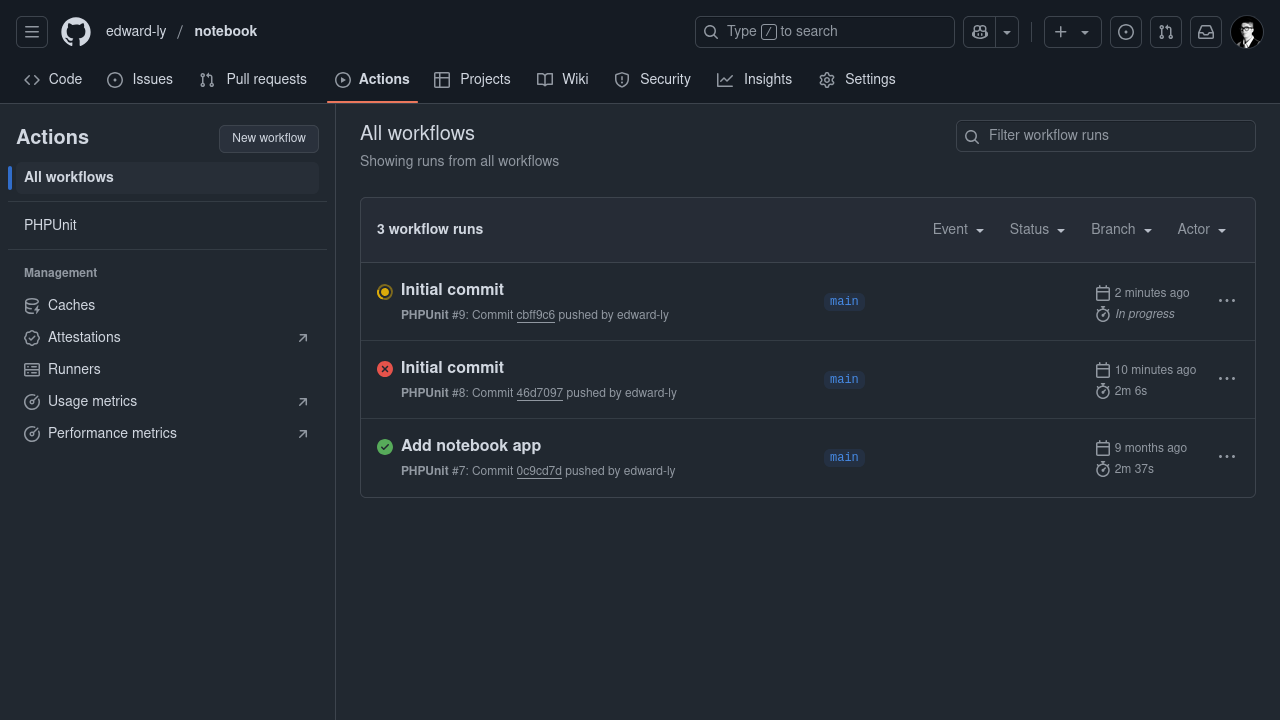 edward-ly / notebook
Type / to search
Code Issues Pull requests Actions Projects Wiki Security Insights Settings
Actions
New workflow
All workflows
PHPUnit
Management
Caches
Attestations
Runners
Usage metrics
Performance metrics
All workflows
Showing runs from all workflows
Filter workflow runs
3 workflow runs
Event Status Branch Actor
Initial commit
PHPUnit #9: Commit cbff9c6 pushed by edward-ly
main
2 minutes ago
In progress
Initial commit
PHPUnit #8: Commit 46d7097 pushed by edward-ly
main
10 minutes ago
2m 6s
Add notebook app
PHPUnit #7: Commit 0c9cd7d pushed by edward-ly
main
9 months ago
2m 37s